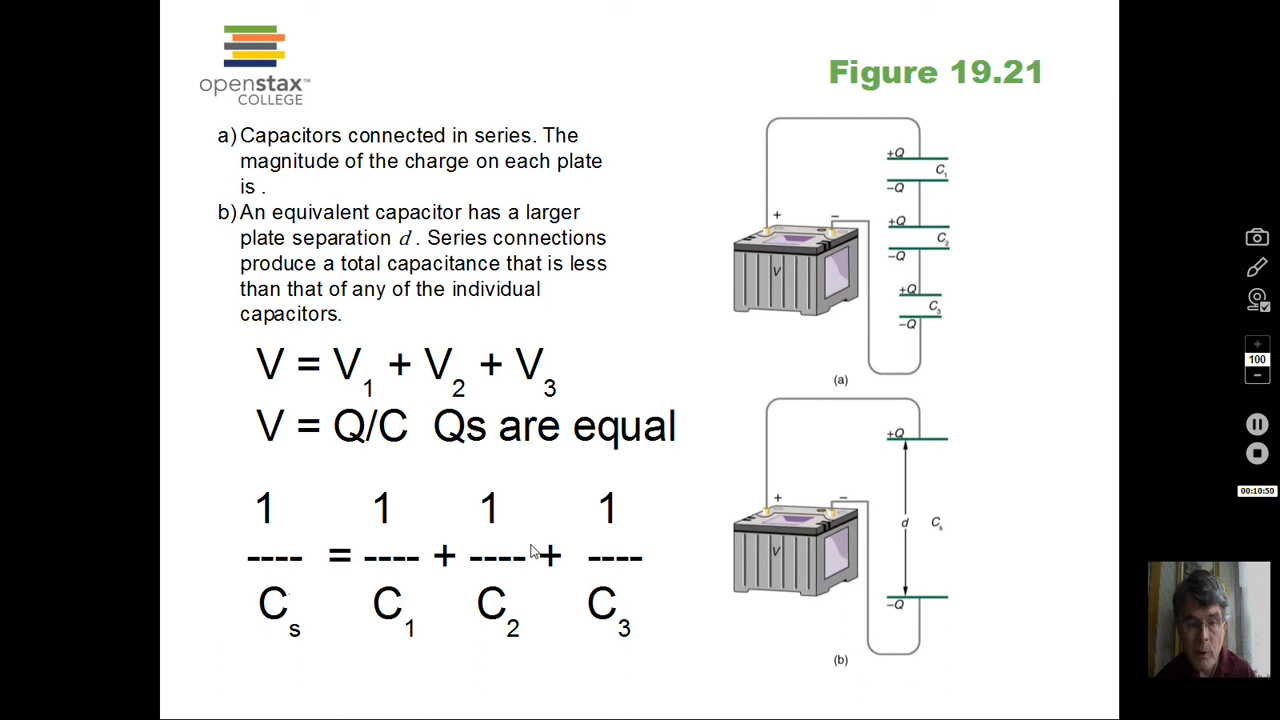 openstax™
COLLEGE
Figure 19.21
a) Capacitors connected in series. The
magnitude of the charge on each plate
is .
b) An equivalent capacitor has a larger
plate separation d . Series connections
produce a total capacitance that is less
than that of any of the individual
capacitors.
V = V1 + V2 + V3
V = Q/C Qs are equal
1 1 1 1
---- = ---- + ---- + ----
Cs C1 C2 C3
+Q
C1
−Q
+ −
+Q
C2
−Q
V
+Q
C3
−Q
(a)
+Q
+ −
d Cs
V
−Q
(b)
+
100
−
00:10:50